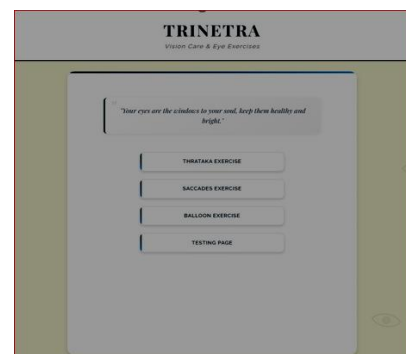 TRINETRA
Vision Care & Eye Exercises
"Your eyes are the windows to your soul, keep them healthy and
bright."
THRATAKA EXERCISE
SACCADES EXERCISE
BALLOON EXERCISE
TESTING PAGE